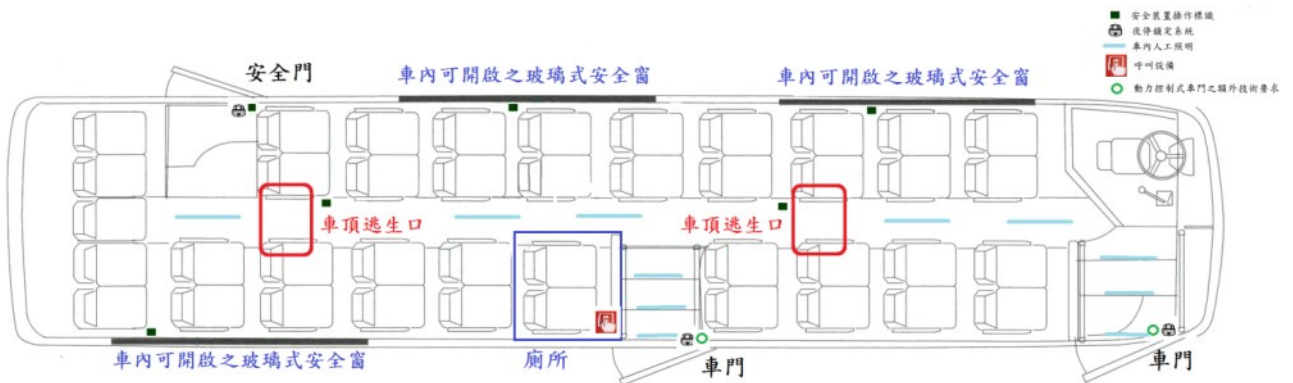 安全裝置操作標識
夜停鎖定系統
車內人工照明
呼叫設備
動力控制式車門之額外技術要求
安全門
車內可開啟之玻璃式安全窗
車內可開啟之玻璃式安全窗
車頂逃生口
車頂逃生口
車內可開啟之玻璃式安全窗
廁所
車門
車門